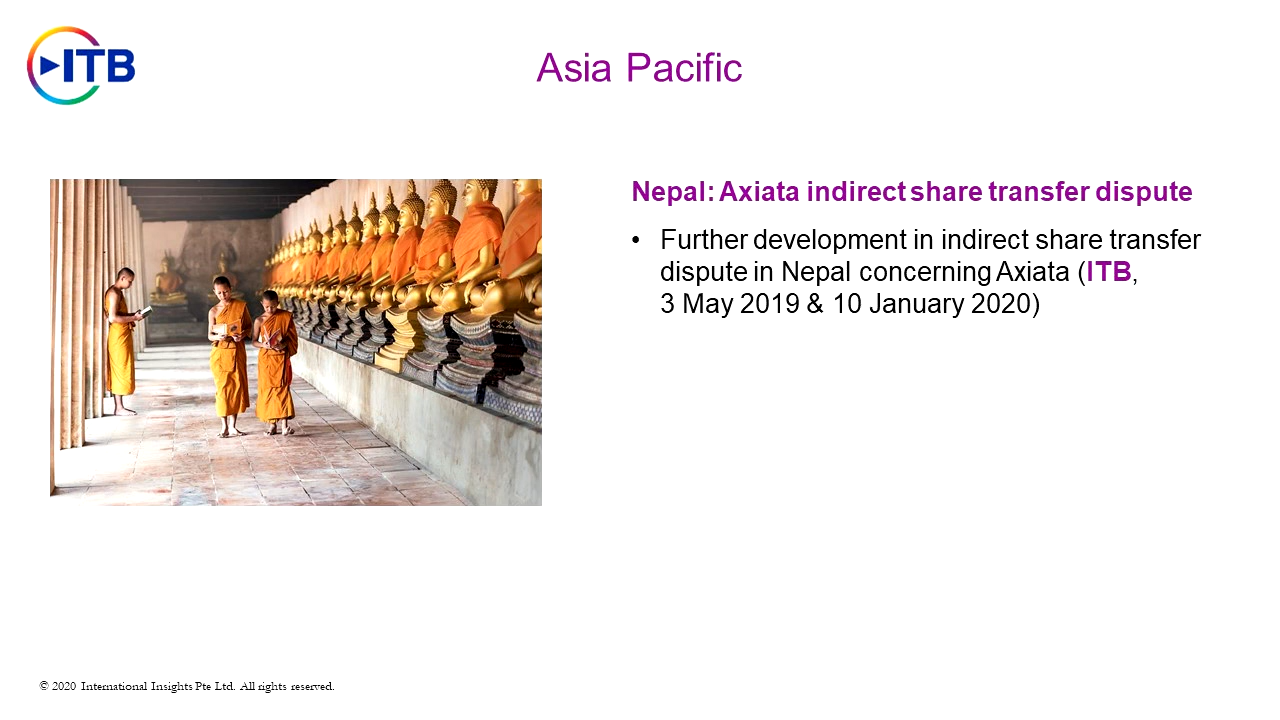 ITB
Asia Pacific
Nepal: Axiata indirect share transfer dispute
• Further development in indirect share transfer
dispute in Nepal concerning Axiata (ITB,
3 May 2019 & 10 January 2020)
© 2020 International Insights Pte Ltd. All rights reserved.